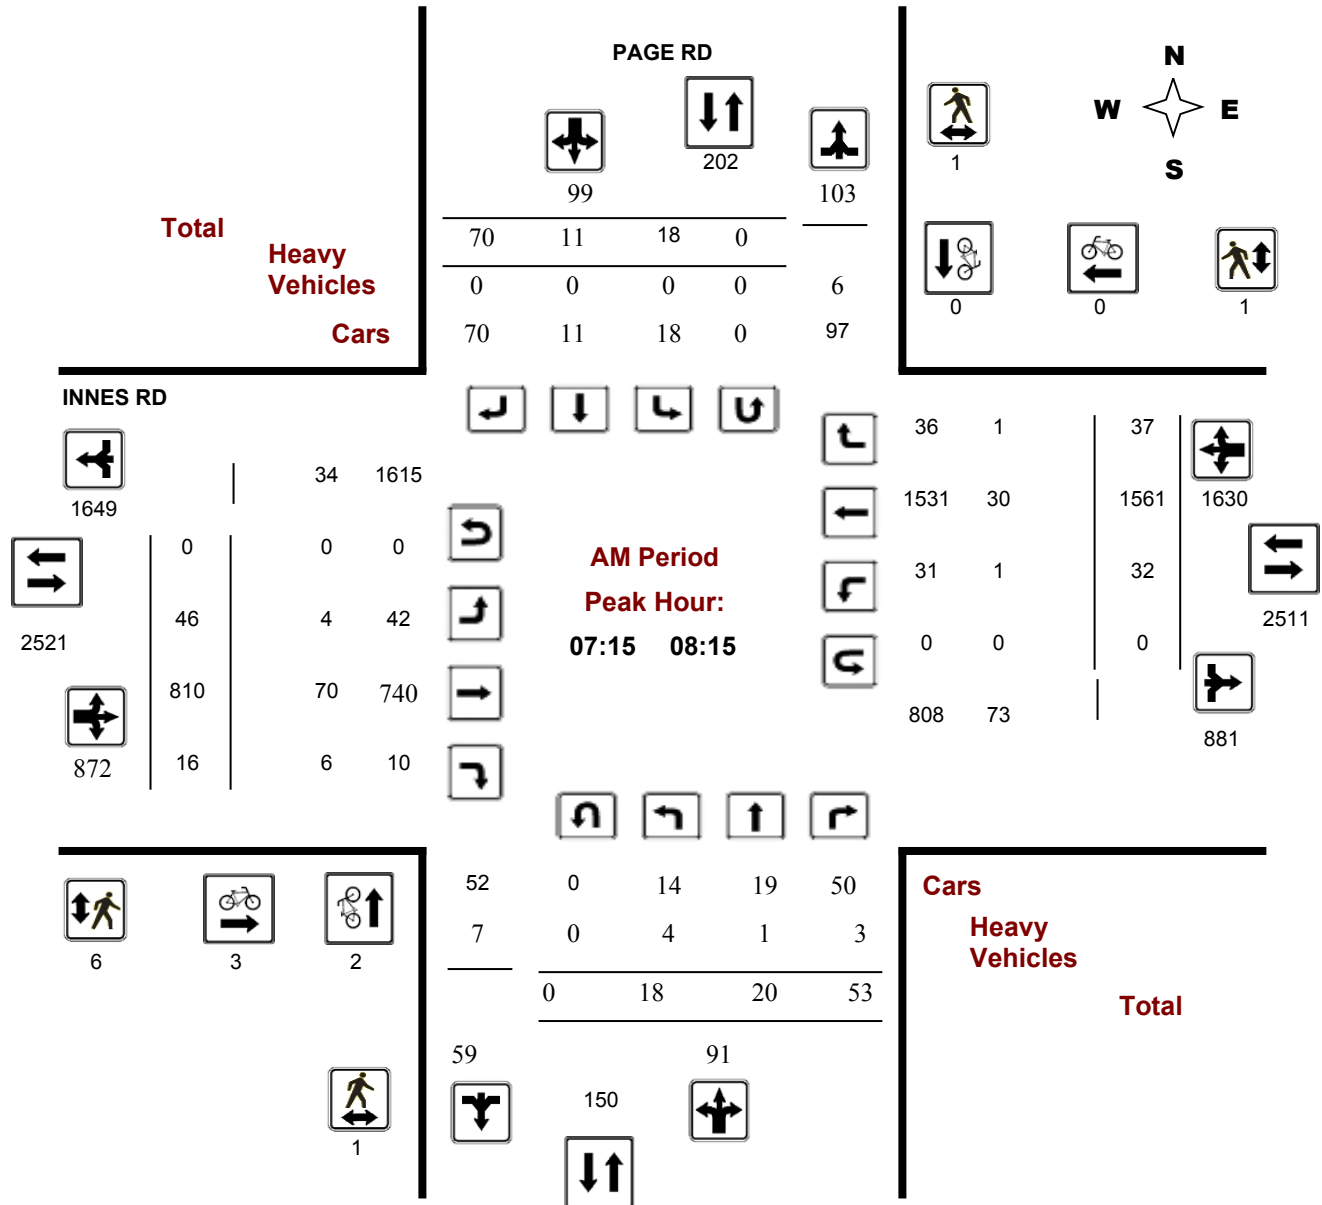 PAGE RD
N
W E
S
202
1
99 103
Total
70 11 18 0
Heavy
Vehicles
0 0 0 0 6
0 0 1
Cars
70 11 18 0 97
INNES RD
36 1 37
34 1615
1649
1531 30 1561 1630
0 0 0
AM Period
31 1 32
Peak Hour:
46 4 42
2511
2521
07:15 08:15
0 0 0
810 70 740
808 73
881
872 16 6 10
52 0 14 19 50
Cars
7 0 4 1 3
Heavy
Vehicles
6 3 2
0 18 20 53
Total
59 91
150
1